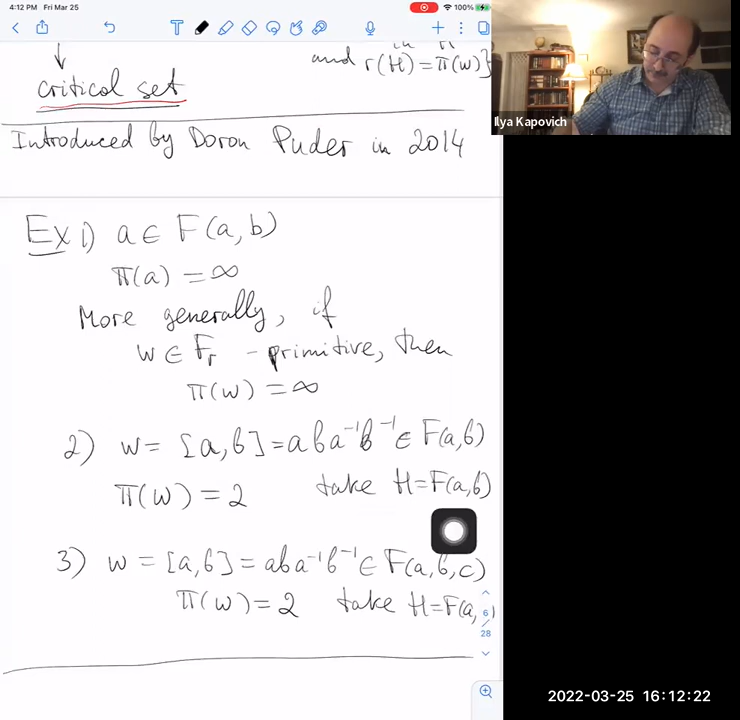 4:12 PM Fri Mar 25
100%
and r(H) = π(w)}
critical set
Introduced by Doron Puder in 2014
Ilya Kapovich
Ex 1) a ∈ F(a, b)
π(a) = ∞
More generally, if
w ∈ Fr - primitive, then
π(w) = ∞
2) w = [a, b] = aba⁻¹b⁻¹ ∈ F(a, b)
π(w) = 2 take H = F(a, b)
3) w = [a, b] = aba⁻¹b⁻¹ ∈ F(a, b, c)
π(w) = 2 take H = F(a,
6
/
28
2022-03-25 16:12:22